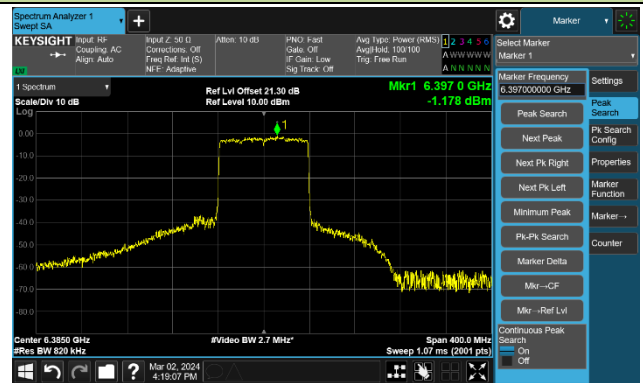 Spectrum Analyzer 1
Swept SA
Marker
KEYSIGHT
Input: RF
Coupling: AC
Align: Auto
Input Z: 50 Ω
Corrections: Off
Freq Ref: Int (S)
NFE: Adaptive
Atten: 10 dB
PNO: Fast
Gate: Off
IF Gain: Low
Sig Track: Off
Avg Type: Power (RMS)
Avg|Hold: 100/100
Trig: Free Run
1 2 3 4 5 6
A W W W W W
A N N N N N
LV
Select Marker
Marker 1
1 Spectrum
Scale/Div 10 dB
Log
Ref Lvl Offset 21.30 dB
Ref Level 10.00 dBm
Mkr1 6.397 0 GHz
-1.178 dBm
1
0.00
-10.0
-20.0
-30.0
-40.0
-50.0
-60.0
-70.0
-80.0
Center 6.3850 GHz
#Res BW 820 kHz
#Video BW 2.7 MHz*
Span 400.0 MHz
Sweep 1.07 ms (2001 pts)
Marker Frequency
6.397000000 GHz
Peak Search
Next Peak
Next Pk Right
Next Pk Left
Minimum Peak
Pk-Pk Search
Marker Delta
Mkr→CF
Mkr→Ref Lvl
Continuous Peak
Search
On
Off
Settings
Peak
Search
Pk Search
Config
Properties
Marker
Function
Marker→
Counter
?
Mar 02, 2024
4:19:07 PM